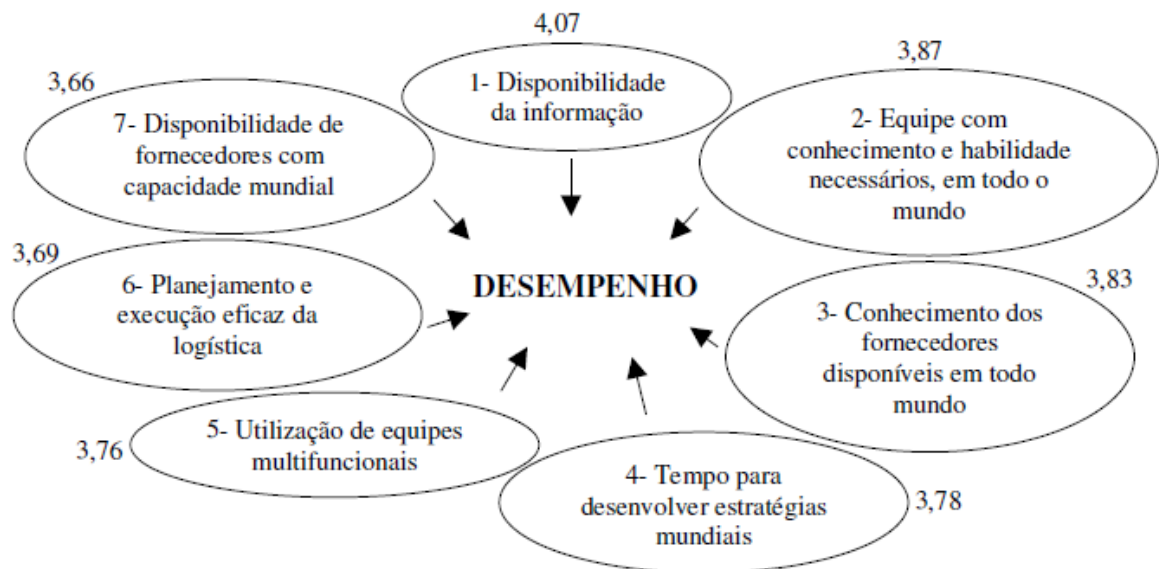 4,07
1- Disponibilidade
da informação
3,87
2- Equipe com
conhecimento e habilidade
necessários, em todo o
mundo
3,83
3- Conhecimento dos
fornecedores
disponíveis em todo
mundo
3,78
4- Tempo para
desenvolver estratégias
mundiais
3,76
5- Utilização de equipes
multifuncionais
3,69
6- Planejamento e
execução eficaz da
logística
3,66
7- Disponibilidade de
fornecedores com
capacidade mundial
DESEMPENHO